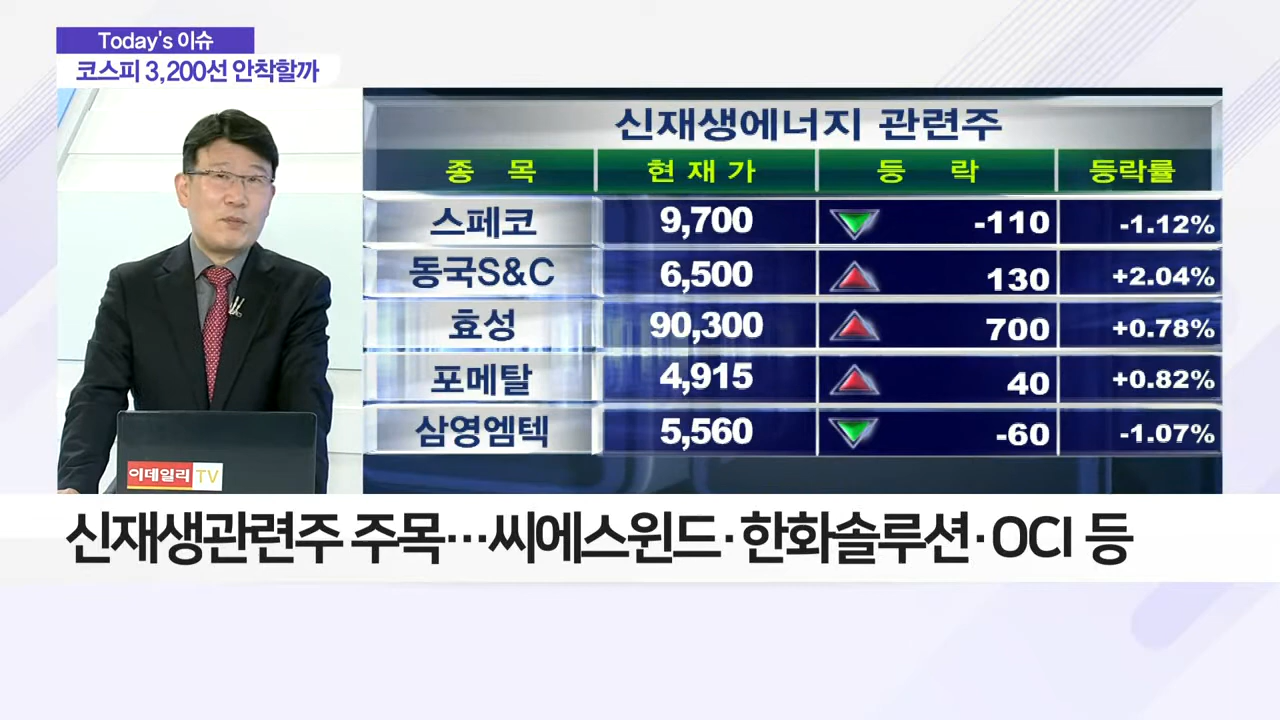 Today's 이슈
코스피 3,200선 안착할까
신재생에너지 관련주
종 목 현 재 가 등 락 등락률
스페코 9,700 -110 -1.12%
동국S&C 6,500 130 +2.04%
효성 90,300 700 +0.78%
포메탈 4,915 40 +0.82%
삼영엠텍 5,560 -60 -1.07%
이데일리TV
신재생관련주 주목…씨에스윈드·한화솔루션·OCI 등